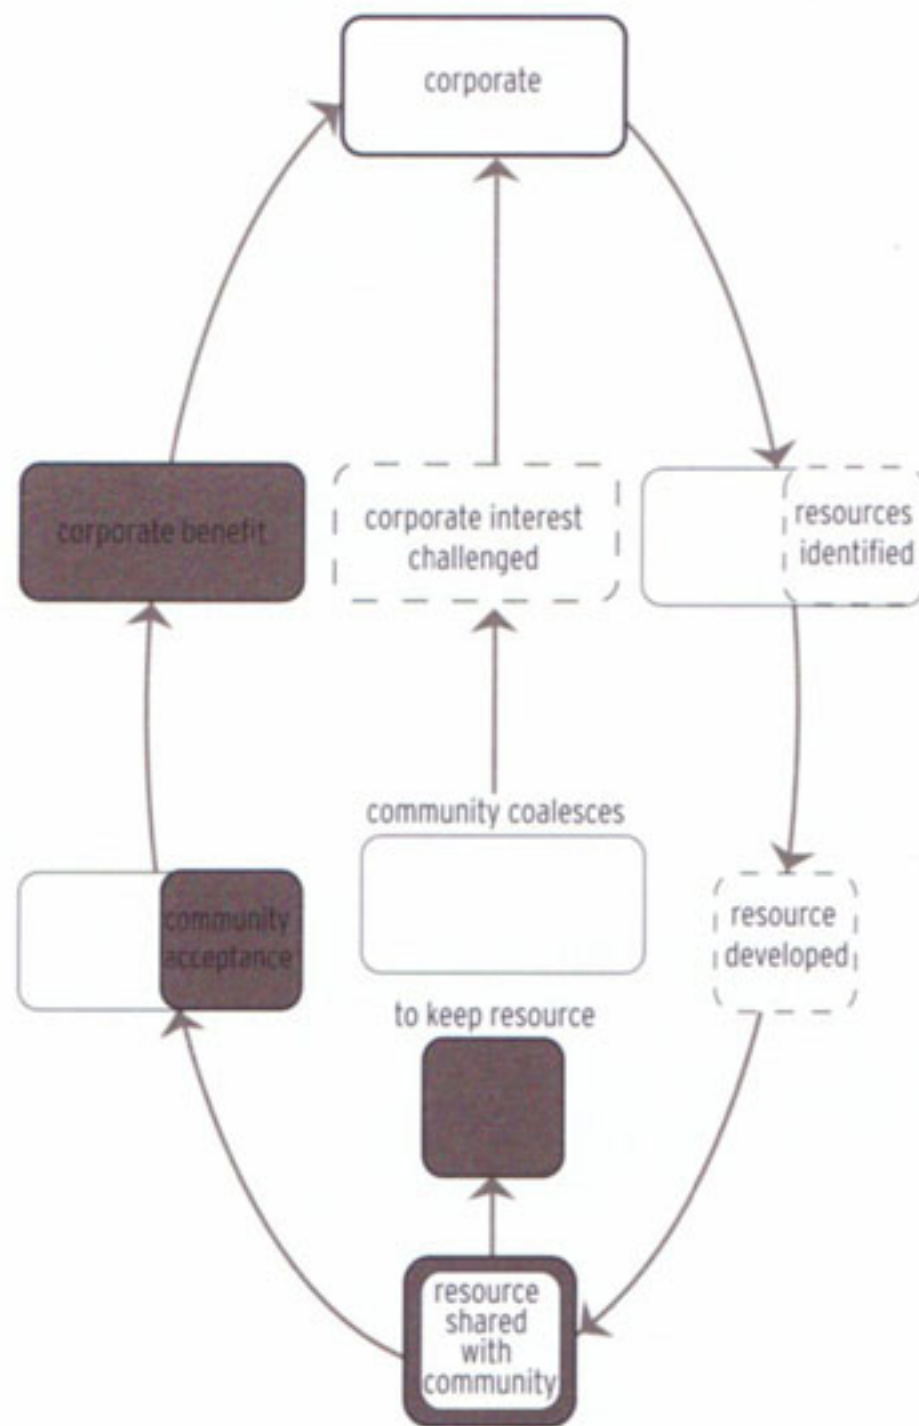 corporate
corporate benefit
corporate interest
challenged
resources
identified
community coalesces
community
acceptance
resource
developed
to keep resource
resource
shared
with
community